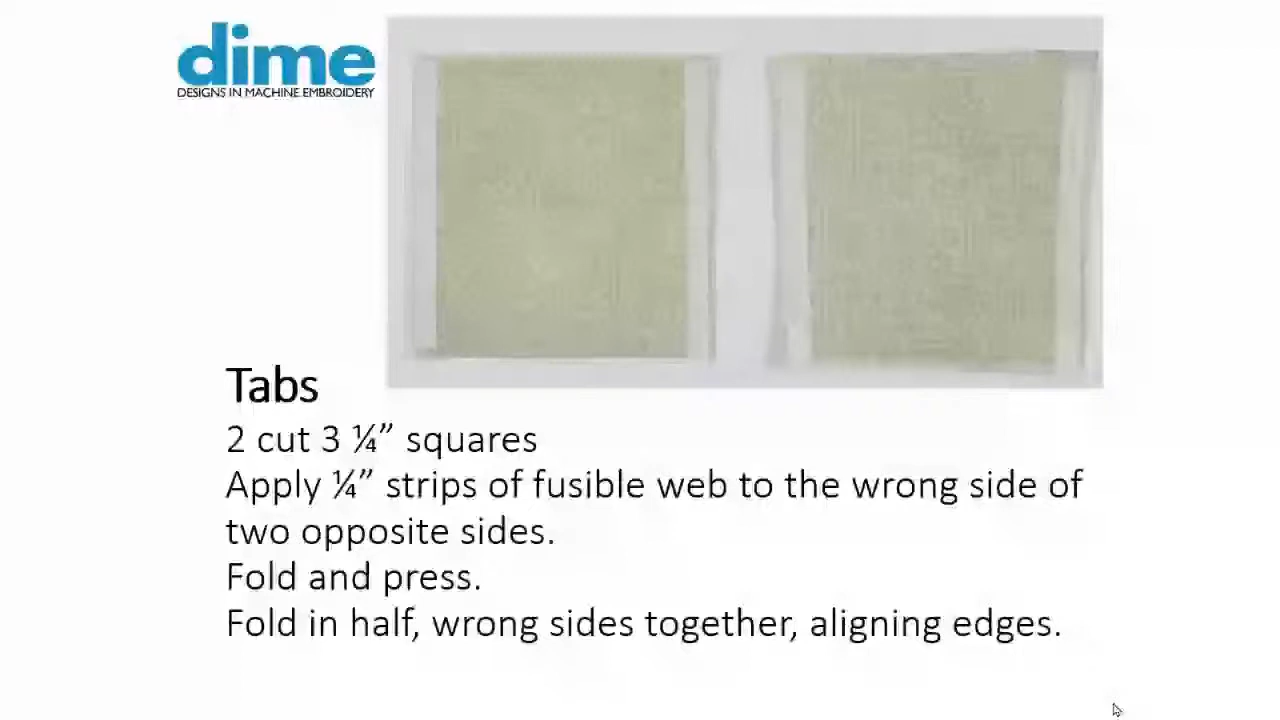 dime
DESIGNS IN MACHINE EMBROIDERY
Tabs
2 cut 3 ¼” squares
Apply ¼” strips of fusible web to the wrong side of
two opposite sides.
Fold and press.
Fold in half, wrong sides together, aligning edges.